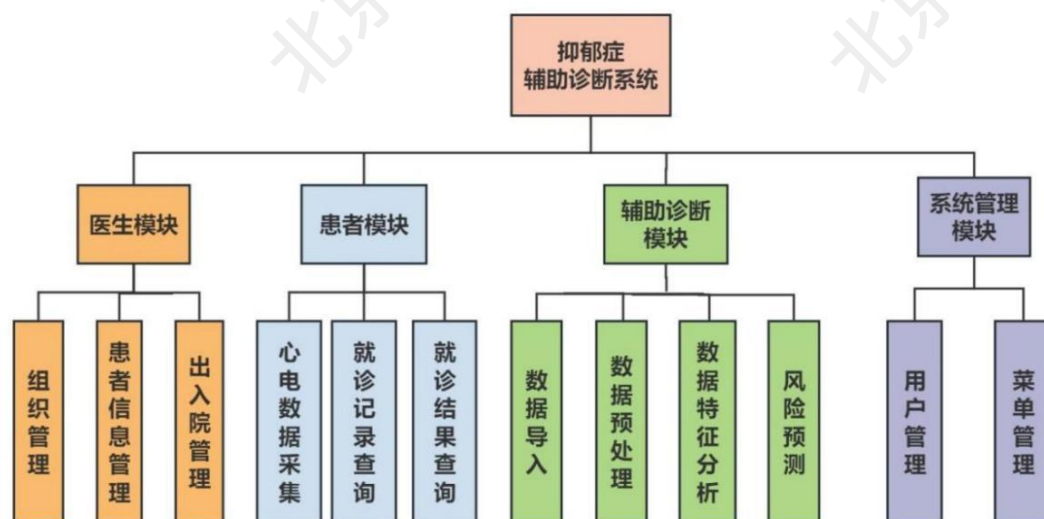 北京
北京
抑郁症
辅助诊断系统
医生模块
患者模块
辅助诊断
模块
系统管理
模块
组织管理
患者信息管理
出入院管理
心电数据采集
就诊记录查询
就诊结果查询
数据导入
数据预处理
数据特征分析
风险预测
用户管理
菜单管理